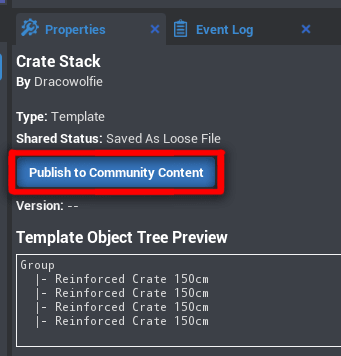 Properties Event Log
Crate Stack
By Dracowolfie
Type: Template
Shared Status: Saved As Loose File
Publish to Community Content
Version: --
Template Object Tree Preview
Group
|- Reinforced Crate 150cm
|- Reinforced Crate 150cm
|- Reinforced Crate 150cm
|- Reinforced Crate 150cm